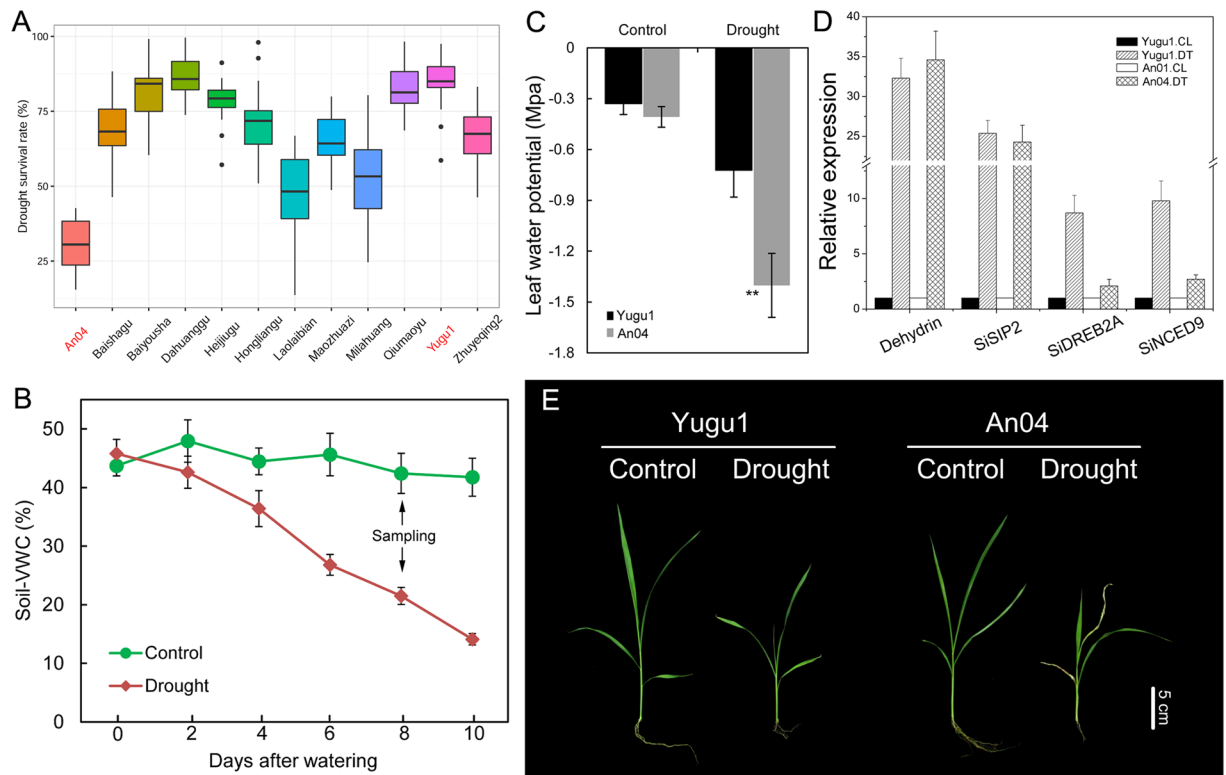 A
Drought survival rate (%)
100
75
50
25
An04
Baishagu
Baiyousha
Dahuanggu
Heijiugu
Hongliangu
Laolaibian
Maozhuazi
Milahuang
Qiumaoyu
Yugu1
Zhuyeqing2
C
Control Drought
Leaf water potential (Mpa)
0
-0.3
-0.6
-0.9
-1.2
-1.5
-1.8
**
Yugu1
An04
D
Relative expression
40
35
30
25
10
5
0
Yugu1.CL
Yugu1.DT
An01.CL
An04.DT
Dehydrin
SiSIP2
SiDREB2A
SiNCED9
B
Soil-VWC (%)
50
40
30
20
10
0
Sampling
Control
Drought
0 2 4 6 8 10
Days after watering
E
Yugu1 An04
Control Drought Control Drought
5 cm